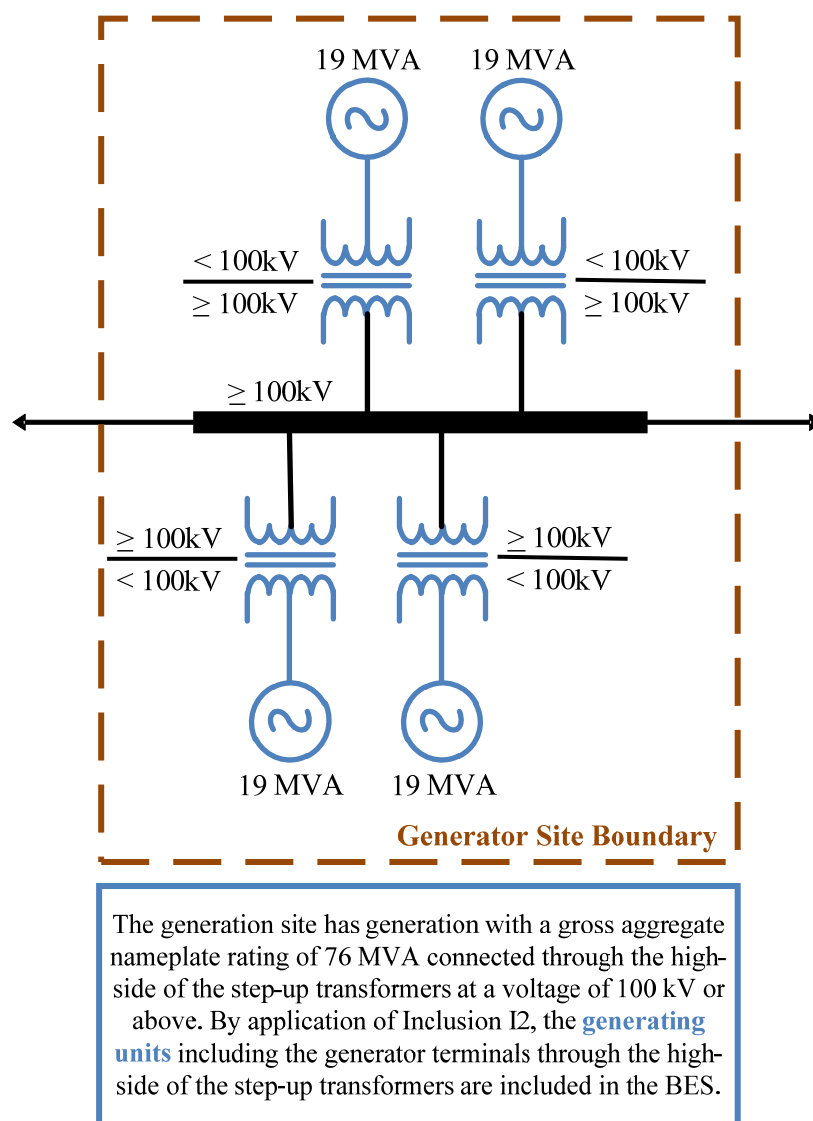 19 MVA
19 MVA
< 100kV
≥ 100kV
< 100kV
≥ 100kV
≥ 100kV
≥ 100kV
< 100kV
≥ 100kV
< 100kV
19 MVA
19 MVA
Generator Site Boundary
The generation site has generation with a gross aggregate
nameplate rating of 76 MVA connected through the high-
side of the step-up transformers at a voltage of 100 kV or
above. By application of Inclusion I2, the generating
units including the generator terminals through the high-
side of the step-up transformers are included in the BES.